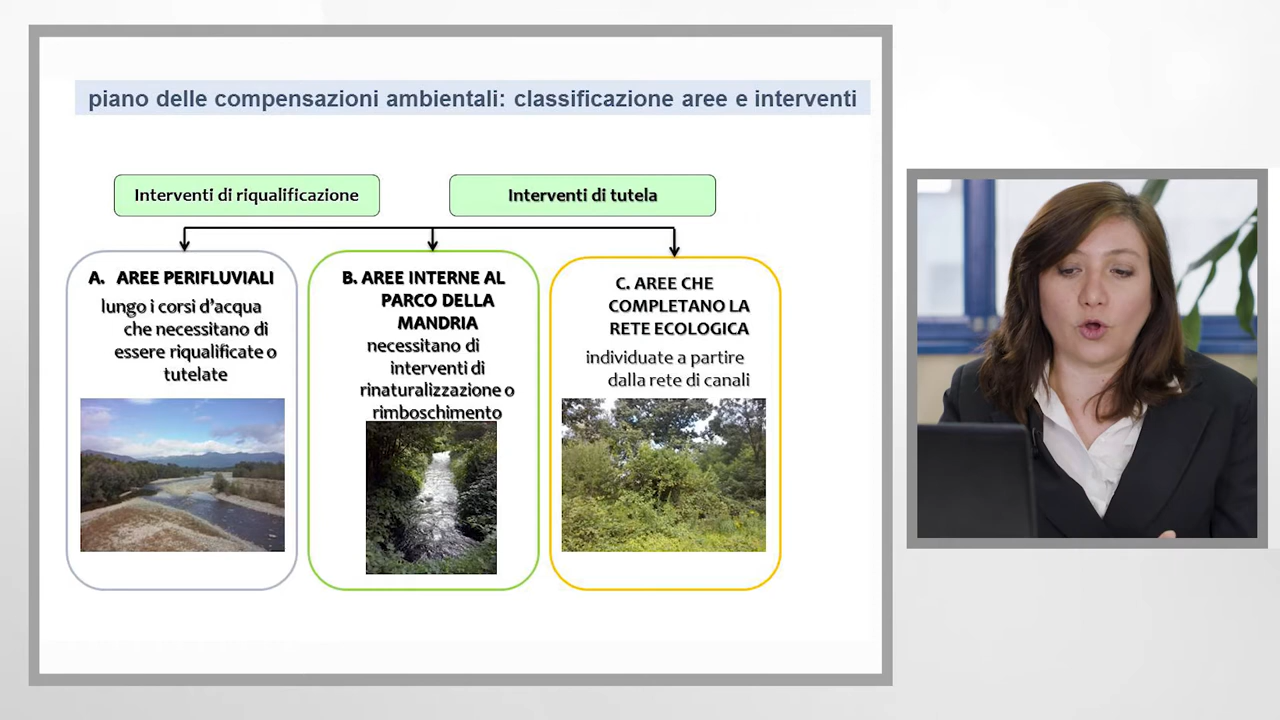 piano delle compensazioni ambientali: classificazione aree e interventi
Interventi di riqualificazione
Interventi di tutela
A. AREE PERIFLUVIALI
lungo i corsi d'acqua
che necessitano di
essere riqualificate o
tutelate
B. AREE INTERNE AL
PARCO DELLA
MANDRIA
necessitano di
interventi di
rinaturalizzazione o
rimboschimento
C. AREE CHE
COMPLETANO LA
RETE ECOLOGICA
individuate a partire
dalla rete di canali